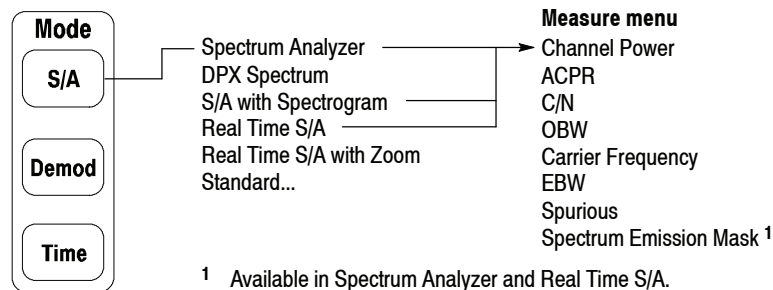 Mode
S/A
Demod
Time
Spectrum Analyzer
DPX Spectrum
S/A with Spectrogram
Real Time S/A
Real Time S/A with Zoom
Standard...
Measure menu
Channel Power
ACPR
C/N
OBW
Carrier Frequency
EBW
Spurious
Spectrum Emission Mask 1
1 Available in Spectrum Analyzer and Real Time S/A.